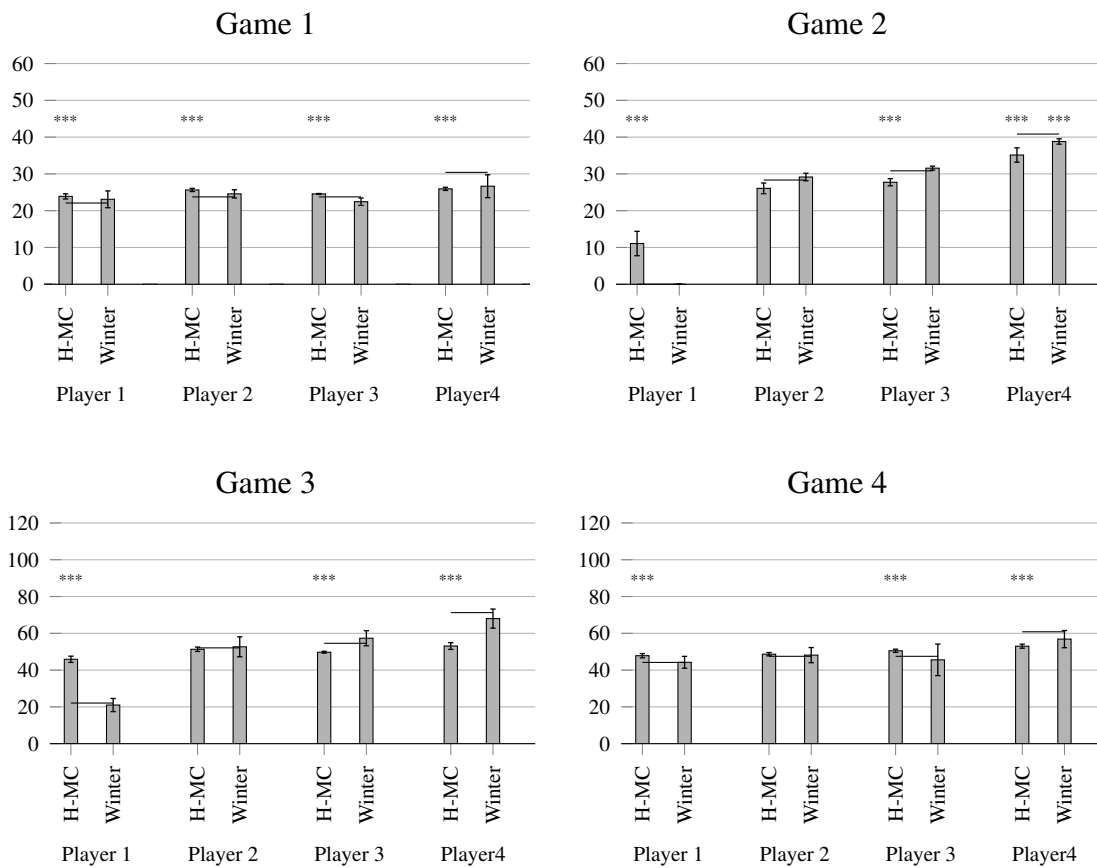 Game 1
60
50
40
30
20
10
0
*** *** *** ***
H-MC Winter H-MC Winter H-MC Winter H-MC Winter
Player 1 Player 2 Player 3 Player4
Game 2
60
50
40
30
20
10
0
*** *** *** ***
H-MC Winter H-MC Winter H-MC Winter H-MC Winter
Player 1 Player 2 Player 3 Player4
Game 3
120
100
80
60
40
20
0
*** *** ***
H-MC Winter H-MC Winter H-MC Winter H-MC Winter
Player 1 Player 2 Player 3 Player4
Game 4
120
100
80
60
40
20
0
*** *** ***
H-MC Winter H-MC Winter H-MC Winter H-MC Winter
Player 1 Player 2 Player 3 Player4